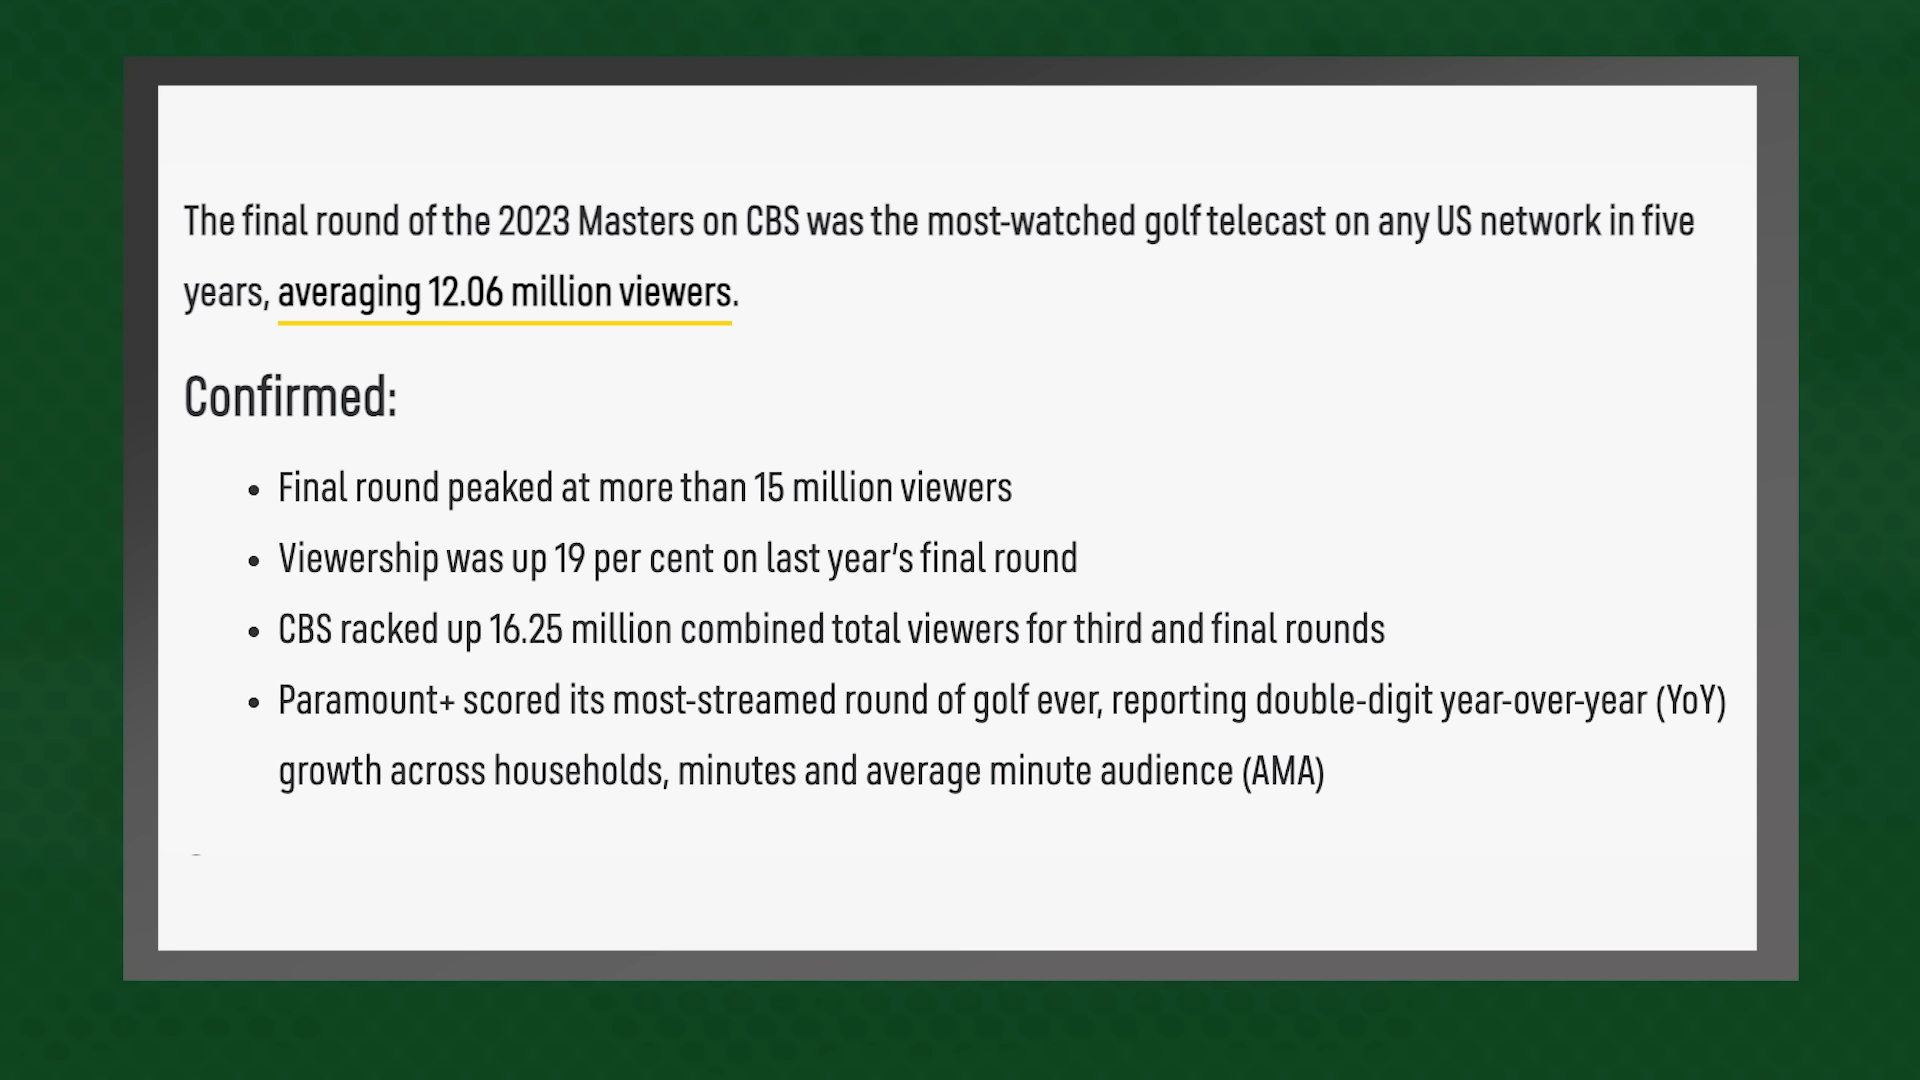 The final round of the 2023 Masters on CBS was the most-watched golf telecast on any US network in five
years, averaging 12.06 million viewers.
Confirmed:
• Final round peaked at more than 15 million viewers
• Viewership was up 19 per cent on last year's final round
• CBS racked up 16.25 million combined total viewers for third and final rounds
• Paramount+ scored its most-streamed round of golf ever, reporting double-digit year-over-year (YoY)
growth across households, minutes and average minute audience (AMA)